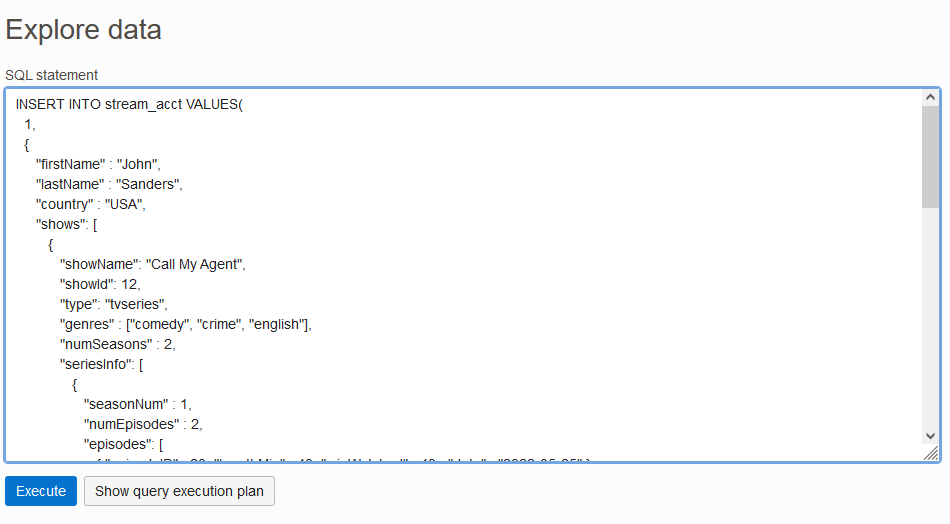 Explore data
SQL statement
INSERT INTO stream_acct VALUES(
1,
{
"firstName" : "John",
"lastName" : "Sanders",
"country" : "USA",
"shows": [
{
"showName": "Call My Agent",
"showId": 12,
"type": "tvseries",
"genres" : ["comedy", "crime", "english"],
"numSeasons" : 2,
"seriesInfo": [
{
"seasonNum" : 1,
"numEpisodes" : 2,
"episodes": [
Execute
Show query execution plan